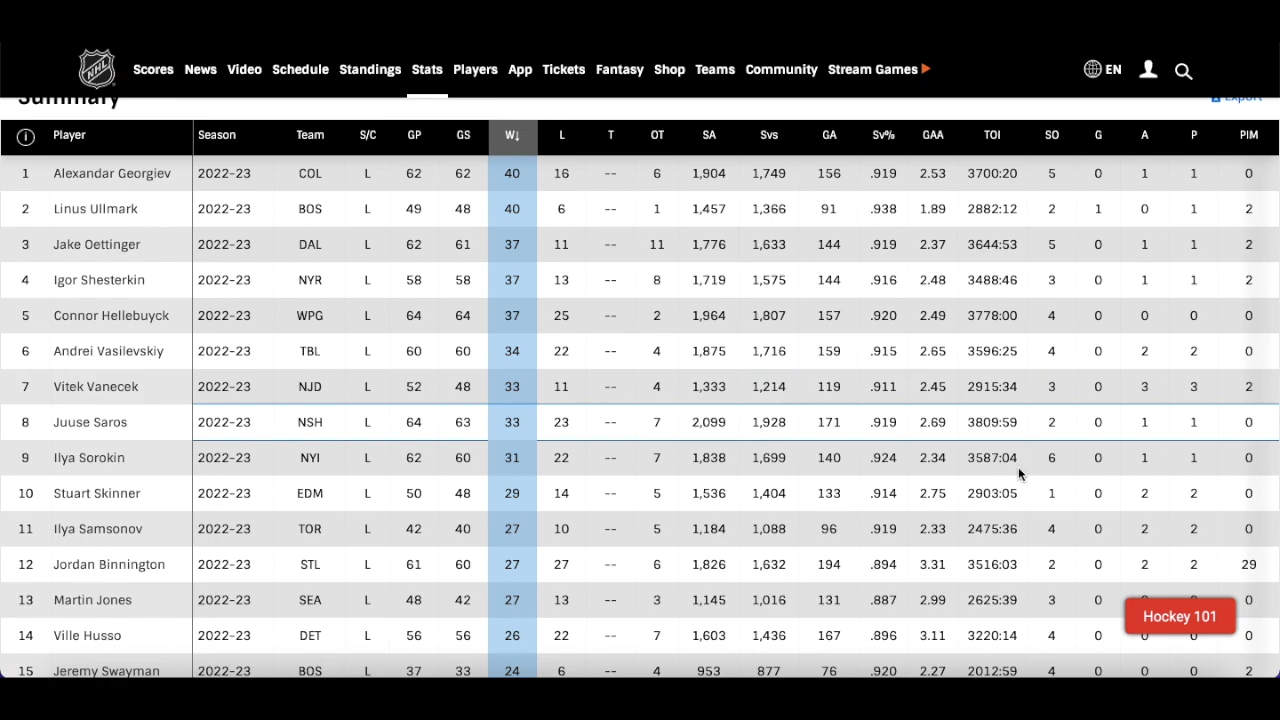 NHL
Scores News Video Schedule Standings Stats Players App Tickets Fantasy Shop Teams Community Stream Games EN
Summary Export
i Player Season Team S/C GP GS W↓ L T OT SA Svs GA Sv% GAA TOI SO G A P PIM
1 Alexandar Georgiev 2022-23 COL L 62 62 40 16 -- 6 1,904 1,749 156 .919 2.53 3700:20 5 0 1 1 0
2 Linus Ullmark 2022-23 BOS L 49 48 40 6 -- 1 1,457 1,366 91 .938 1.89 2882:12 2 1 0 1 2
3 Jake Oettinger 2022-23 DAL L 62 61 37 11 -- 11 1,776 1,633 144 .919 2.37 3644:53 5 0 1 1 2
4 Igor Shesterkin 2022-23 NYR L 58 58 37 13 -- 8 1,719 1,575 144 .916 2.48 3488:46 3 0 1 1 2
5 Connor Hellebuyck 2022-23 WPG L 64 64 37 25 -- 2 1,964 1,807 157 .920 2.49 3778:00 4 0 0 0 0
6 Andrei Vasilevskiy 2022-23 TBL L 60 60 34 22 -- 4 1,875 1,716 159 .915 2.65 3596:25 4 0 2 2 0
7 Vitek Vanecek 2022-23 NJD L 52 48 33 11 -- 4 1,333 1,214 119 .911 2.45 2915:34 3 0 3 3 2
8 Juuse Saros 2022-23 NSH L 64 63 33 23 -- 7 2,099 1,928 171 .919 2.69 3809:59 2 0 1 1 0
9 Ilya Sorokin 2022-23 NYI L 62 60 31 22 -- 7 1,838 1,699 140 .924 2.34 3587:04 6 0 1 1 0
10 Stuart Skinner 2022-23 EDM L 50 48 29 14 -- 5 1,536 1,404 133 .914 2.75 2903:05 1 0 2 2 0
11 Ilya Samsonov 2022-23 TOR L 42 40 27 10 -- 5 1,184 1,088 96 .919 2.33 2475:36 4 0 2 2 0
12 Jordan Binnington 2022-23 STL L 61 60 27 27 -- 6 1,826 1,632 194 .894 3.31 3516:03 2 0 2 2 29
13 Martin Jones 2022-23 SEA L 48 42 27 13 -- 3 1,145 1,016 131 .887 2.99 2625:39 3 0
Hockey 101
14 Ville Husso 2022-23 DET L 56 56 26 22 -- 7 1,603 1,436 167 .896 3.11 3220:14 4 0 0 0 0
15 Jeremy Swayman 2022-23 BOS L 37 33 24 6 -- 4 953 877 76 .920 2.27 2012:59 4 0 0 0 2